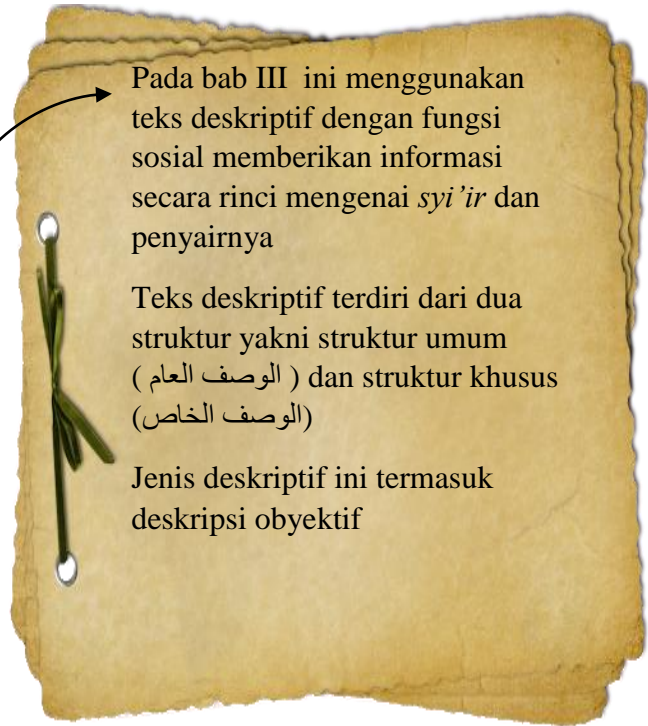 Pada bab III ini menggunakan
teks deskriptif dengan fungsi
sosial memberikan informasi
secara rinci mengenai syi’ir dan
penyairnya
Teks deskriptif terdiri dari dua
struktur yakni struktur umum
( الوصف العام ) dan struktur khusus
(الوصف الخاص)
Jenis deskriptif ini termasuk
deskripsi obyektif